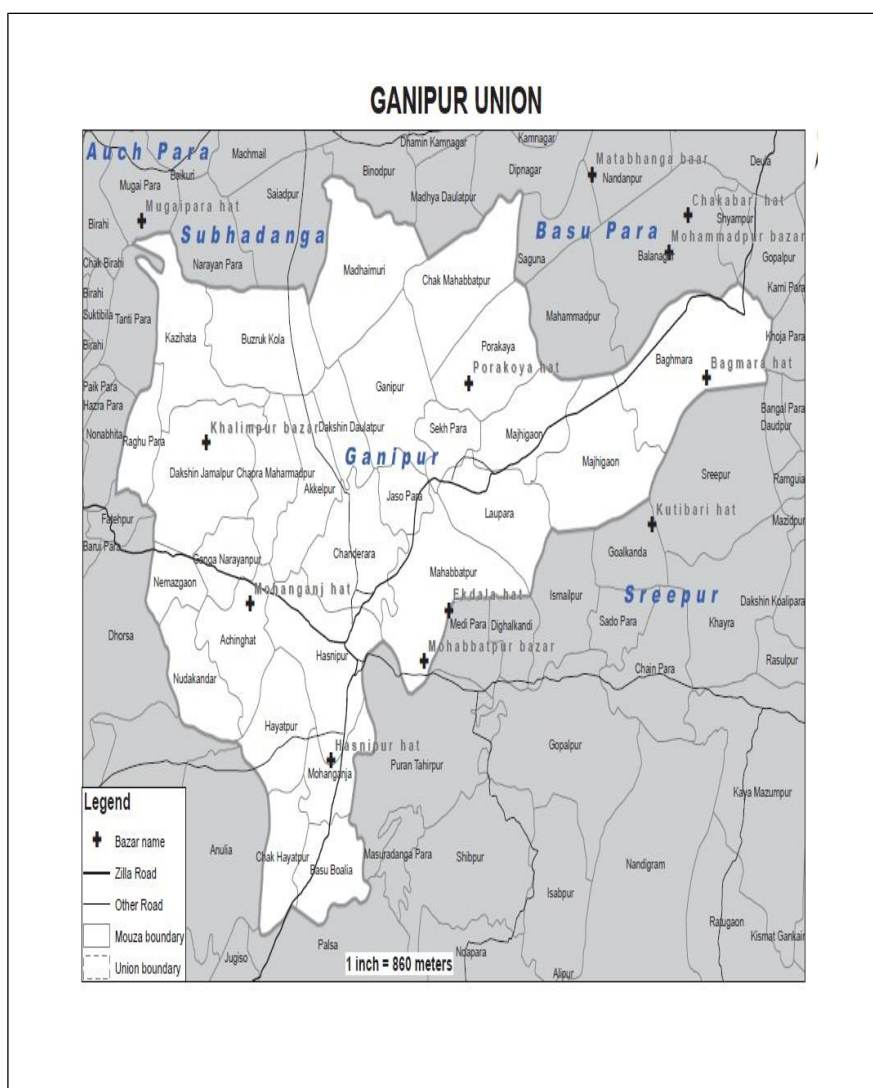 GANIPUR UNION
Dhamin Kamnagar
Kamnagar
Auch Para
Machmail
Matabhanga baar
Deula
Baikuri
Binodpur
Dipnagar
Nandanpur
Mugai Para
Saiadpur
Madhya Daulatpur
Chakabari hat
Mugaipara hat
Shyampur
Birahi
Subhadanga
Basu Para
Mohammadpur bazar
Saguna
Balanagar
Gopalpur
Chak Birahi
Narayan Para
Madhaimuri
Chak Mahabbatpur
Birahi
Kami Para
Suktibila
Tanti Para
Mahammadpur
Kazihata
Buzruk Kola
Khoja Para
Birahi
Porakaya
Baghmara
Porakoya hat
Bagmara hat
Paik Para
Ganipur
Hazra Para
Bangal Para
Daudpur
Nonabhita
Raghu Para
Khalimpur bazar
Dakshin Daulatpur
Sekh Para
Majhigaon
Ganipur
Majhigaon
Dakshin Jamalpur
Chaora Maharmadpur
Sreepur
Ramguia
Akkelpur
Jaso Para
Laupara
Fatehpur
Kutibari hat
Mazidpur
Barui Para
Ganga Narayanpur
Chanderara
Goalkanda
Nemazgaon
Mahabbatpur
Mohanganj hat
Ekdala hat
Ismailpur
Sreepur
Dakshin Koalipara
Dhorsa
Achinghat
Medi Para
Dighalkandi
Sado Para
Khayra
Hasnipur
Mohabbatpur bazar
Chain Para
Rasulpur
Nudakandar
Hayatpur
Hasnipur hat
Gopalpur
Mohanganja
Puran Tahirpur
Kaya Mazumpur
Legend
Bazar name
Zilla Road
Other Road
Mouza boundary
Union boundary
Anulia
Chak Hayatpur
Basu Boalia
Masuradanga Para
Shibpur
Nandigram
Isabpur
Ratugaon
Kismat Gankair
Jugiso
Palsa
Ndapara
Alipur
1 inch = 860 meters